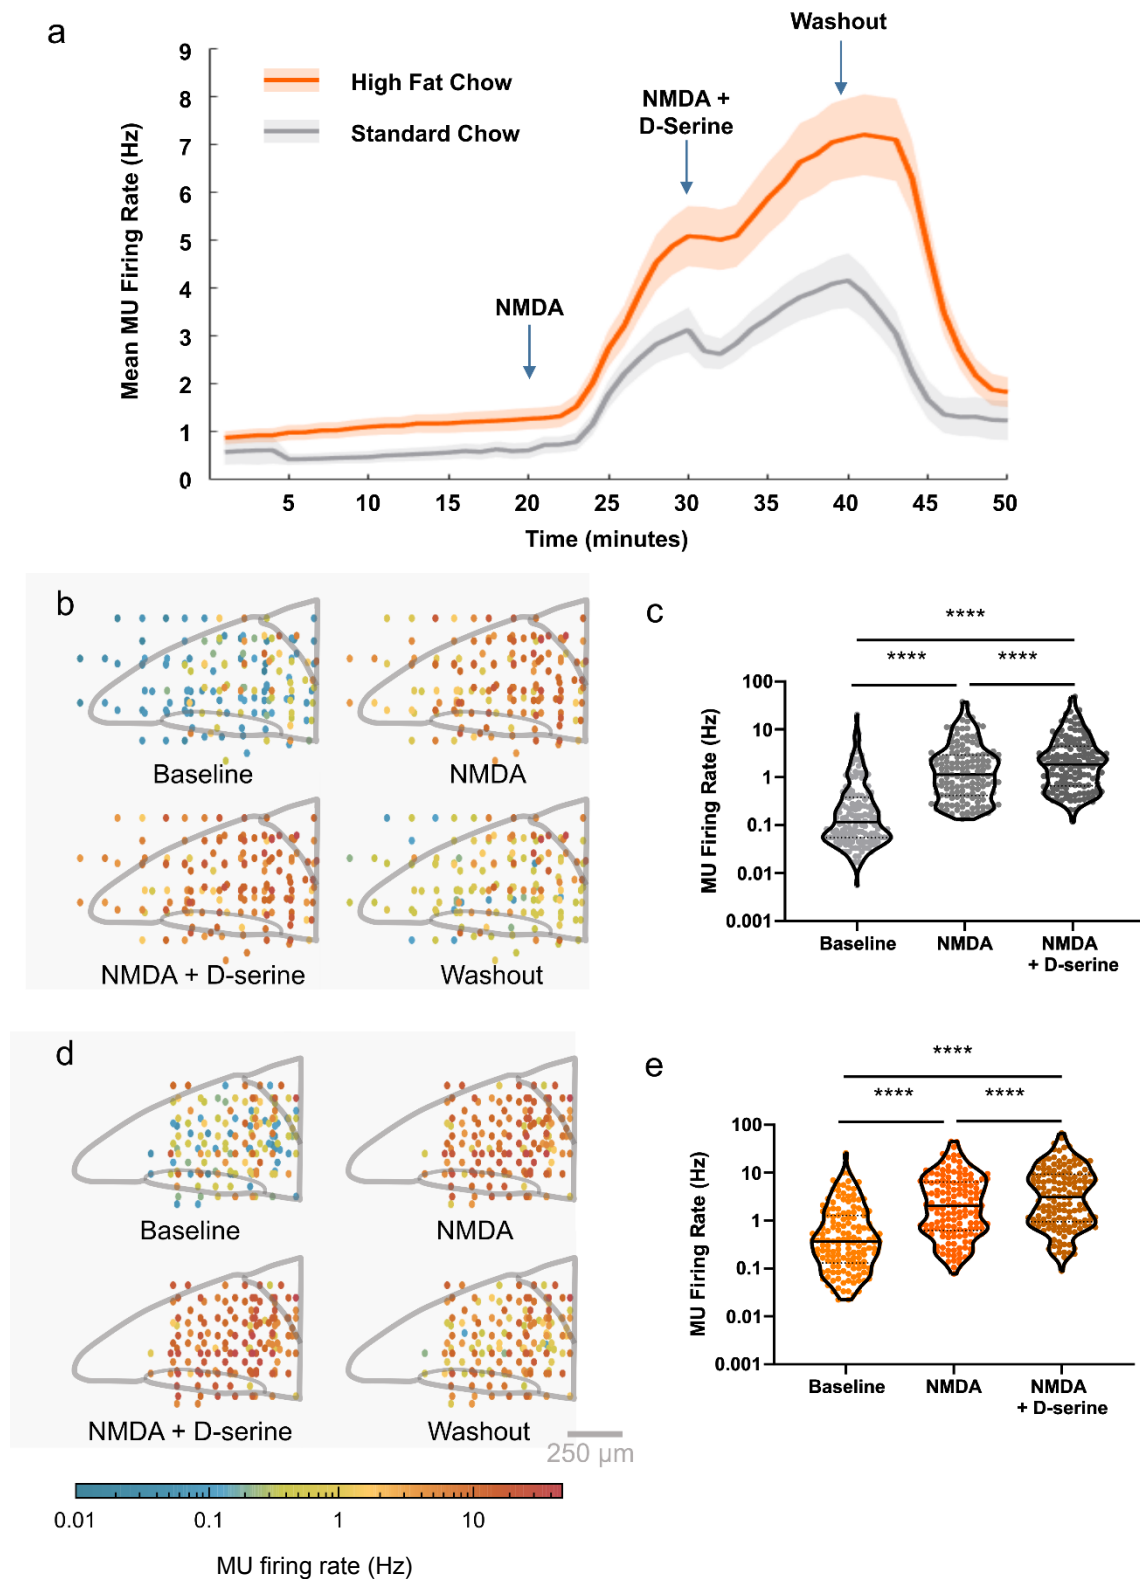 a
Washout
High Fat Chow
NMDA +
D-Serine
Standard Chow
NMDA
Mean MU Firing Rate (Hz)
9
8
7
6
5
4
3
2
1
0
5 10 15 20 25 30 35 40 45 50
Time (minutes)
b
Baseline
NMDA
NMDA + D-serine
Washout
c
****
**** ****
MU Firing Rate (Hz)
100
10
1
0.1
0.01
0.001
Baseline NMDA NMDA
+ D-serine
d
Baseline
NMDA
NMDA + D-serine
Washout
250 µm
0.01 0.1 1 10
MU firing rate (Hz)
e
****
**** ****
MU Firing Rate (Hz)
100
10
1
0.1
0.01
0.001
Baseline NMDA NMDA
+ D-serine